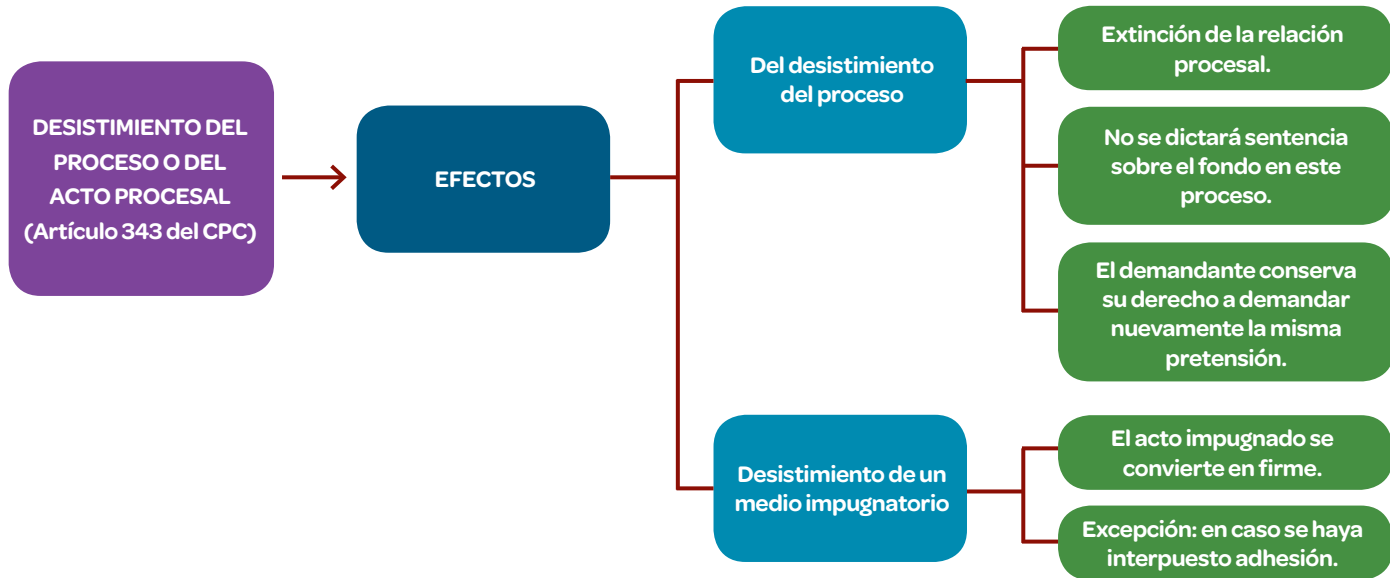 DESISTIMIENTO DEL
PROCESO O DEL
ACTO PROCESAL
(Artículo 343 del CPC)
EFECTOS
Del desistimiento
del proceso
Extinción de la relación
procesal.
No se dictará sentencia
sobre el fondo en este
proceso.
El demandante conserva
su derecho a demandar
nuevamente la misma
pretensión.
Desistimiento de un
medio impugnatorio
El acto impugnado se
convierte en firme.
Excepción: en caso se haya
interpuesto adhesión.